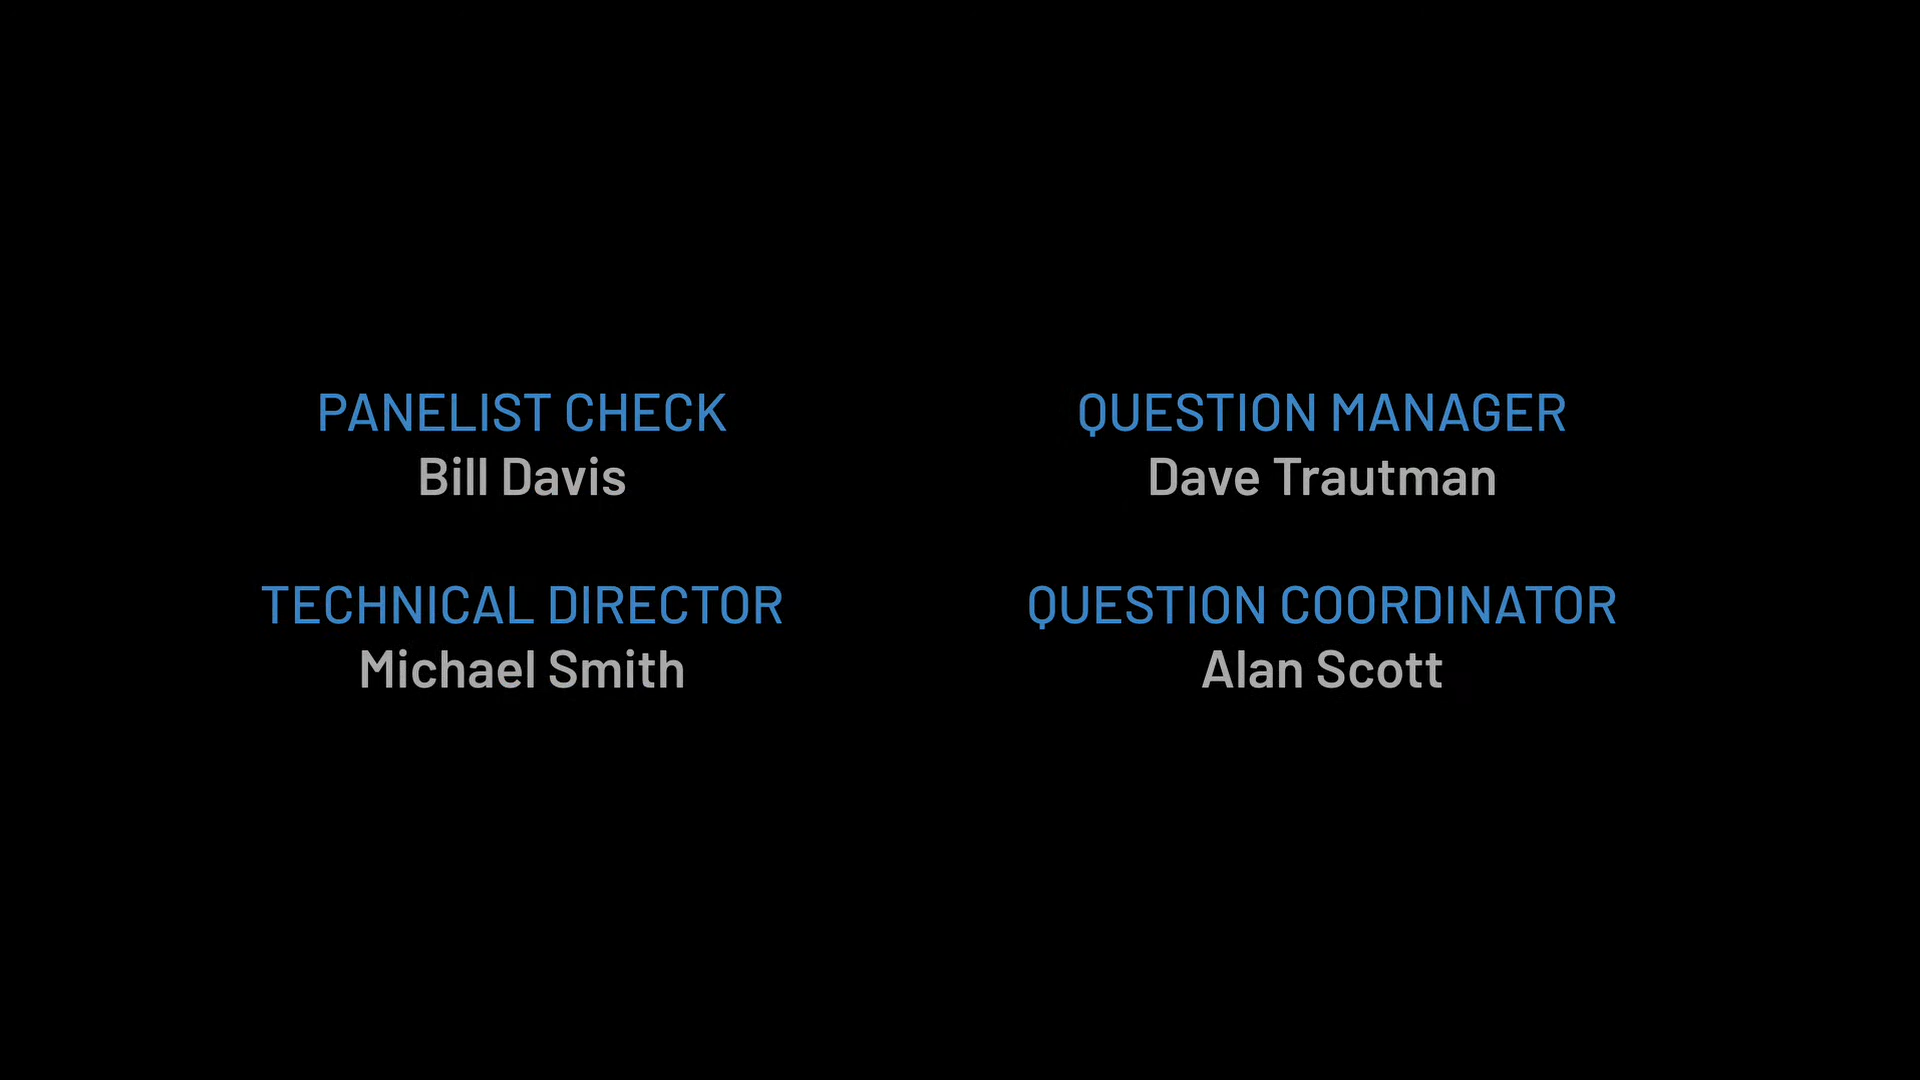 PANELIST CHECK
Bill Davis
TECHNICAL DIRECTOR
Michael Smith
QUESTION MANAGER
Dave Trautman
QUESTION COORDINATOR
Alan Scott